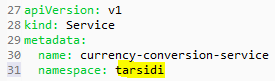 27 apiVersion: v1
28 kind: Service
29 metadata:
30   name: currency-conversion-service
31   namespace: tarsidi